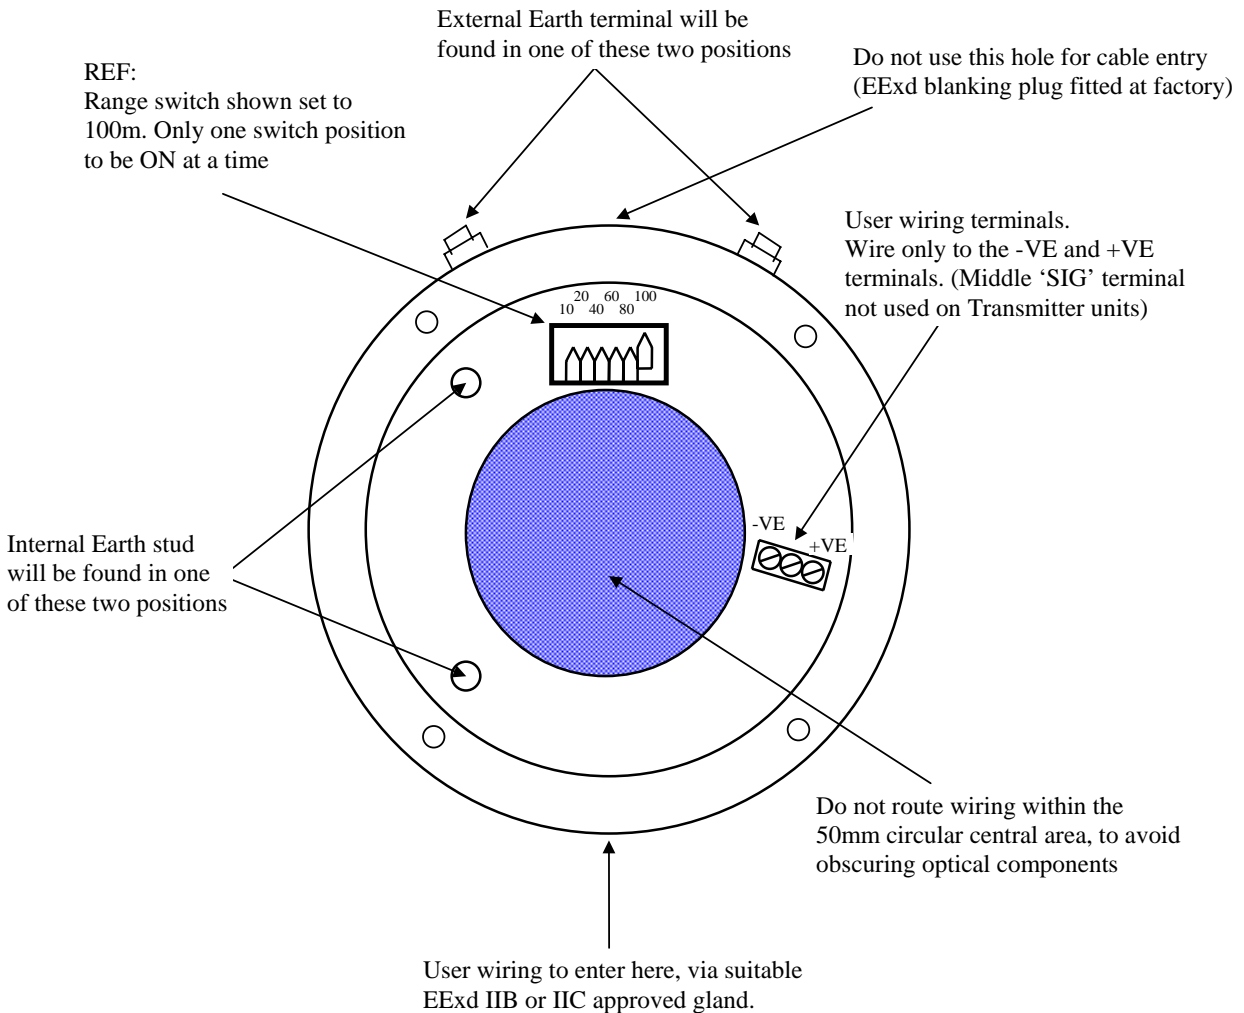 External Earth terminal will be
found in one of these two positions
Do not use this hole for cable entry
(EExd blanking plug fitted at factory)
REF:
Range switch shown set to
100m. Only one switch position
to be ON at a time
User wiring terminals.
Wire only to the -VE and +VE
terminals. (Middle ‘SIG’ terminal
not used on Transmitter units)
20 60 100
10 40 80
-VE
+VE
Internal Earth stud
will be found in one
of these two positions
Do not route wiring within the
50mm circular central area, to avoid
obscuring optical components
User wiring to enter here, via suitable
EExd IIB or IIC approved gland.